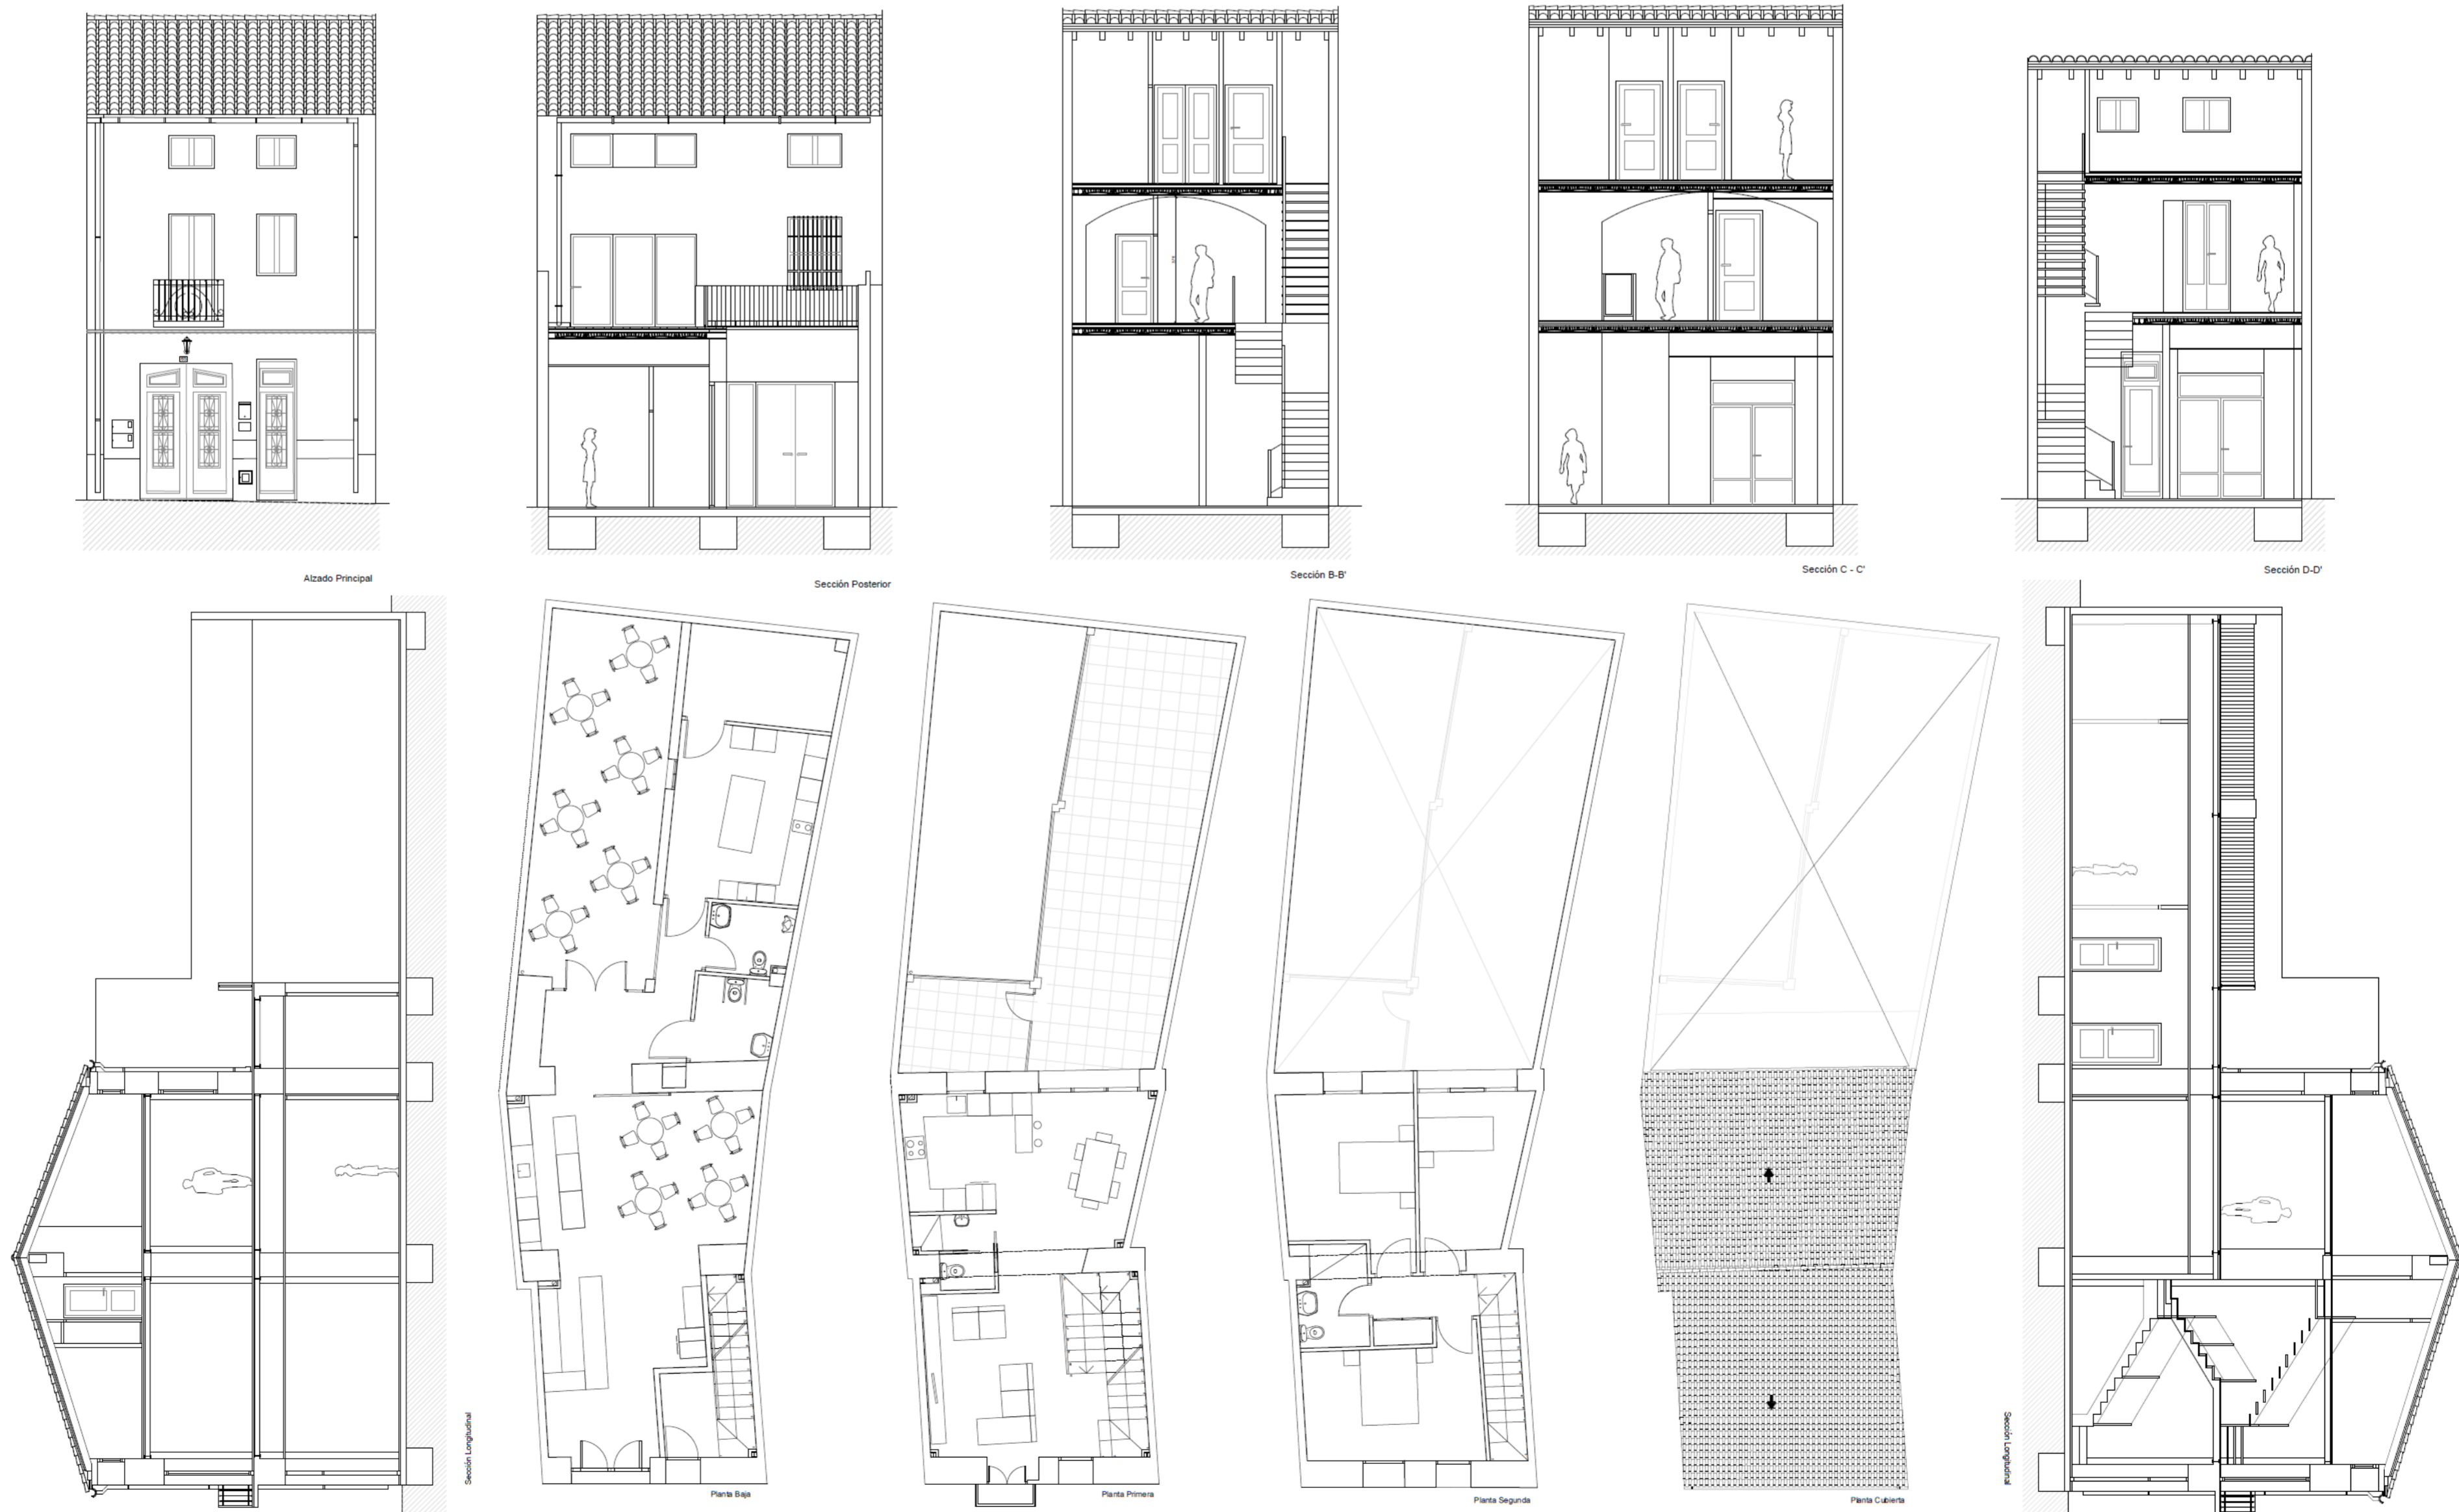 Alzado Principal
Sección Posterior
Sección B-B'
Sección C - C'
Sección D-D'
Sección Longitudinal
Planta Baja
Planta Primera
Planta Segunda
Planta Cubierta
Sección Longitudinal